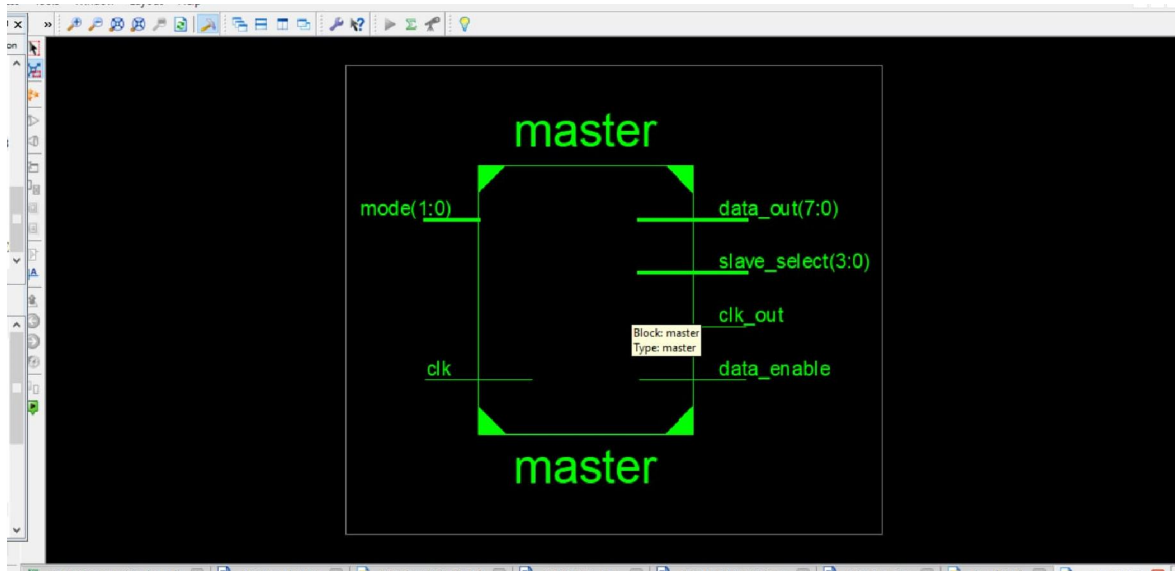 master
mode(1:0)
data_out(7:0)
slave_select(3:0)
clk_out
Block: master
Type: master
clk
data_enable
master